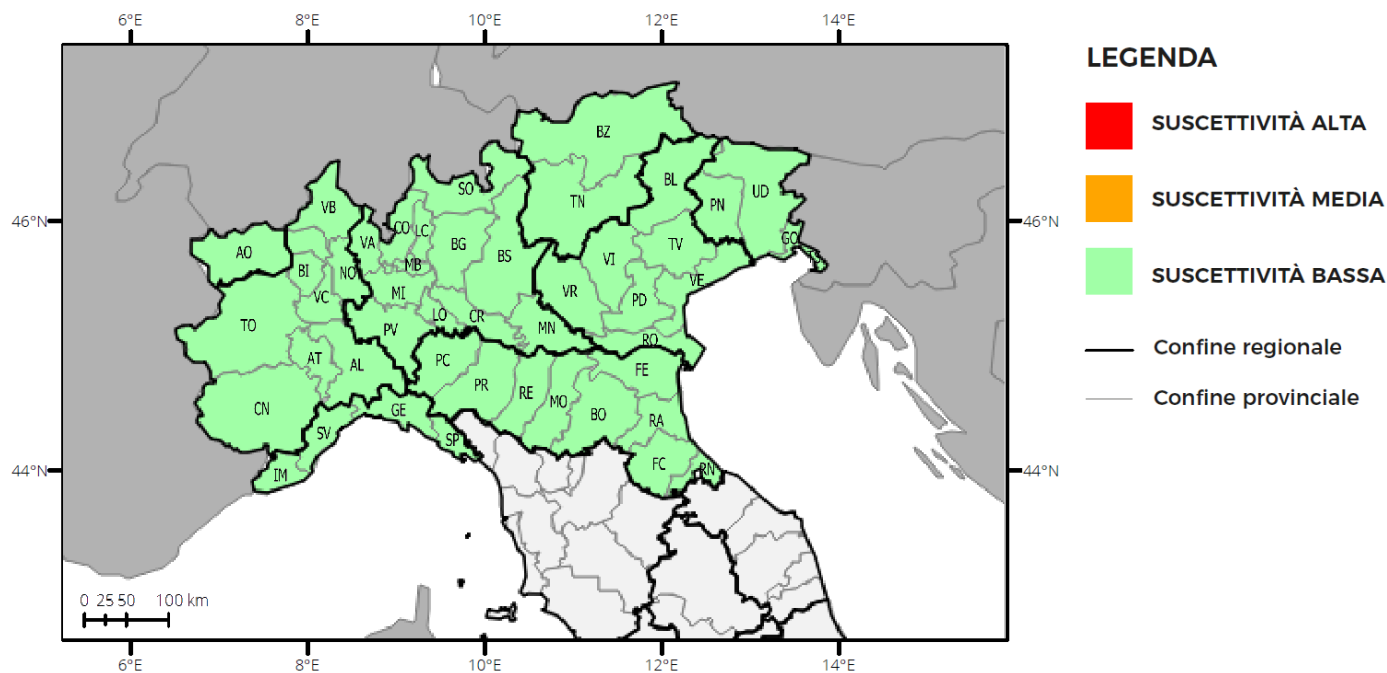 6°E 8°E 10°E 12°E 14°E
LEGENDA
SUSCETTIVITÀ ALTA
SUSCETTIVITÀ MEDIA
SUSCETTIVITÀ BASSA
Confine regionale
Confine provinciale
46°N 46°N
44°N 44°N
BZ
SO BL UD
VB TN PN
CO LC VA BG TV GO
AO BS VI
BI NO MB VE
VC MI VR PD
TO LO CR MN
PV RO
AT AL PC FE
PR RE MO
CN GE BO RA
SV SP
IM FC RN
0 25 50 100 km
6°E 8°E 10°E 12°E 14°E